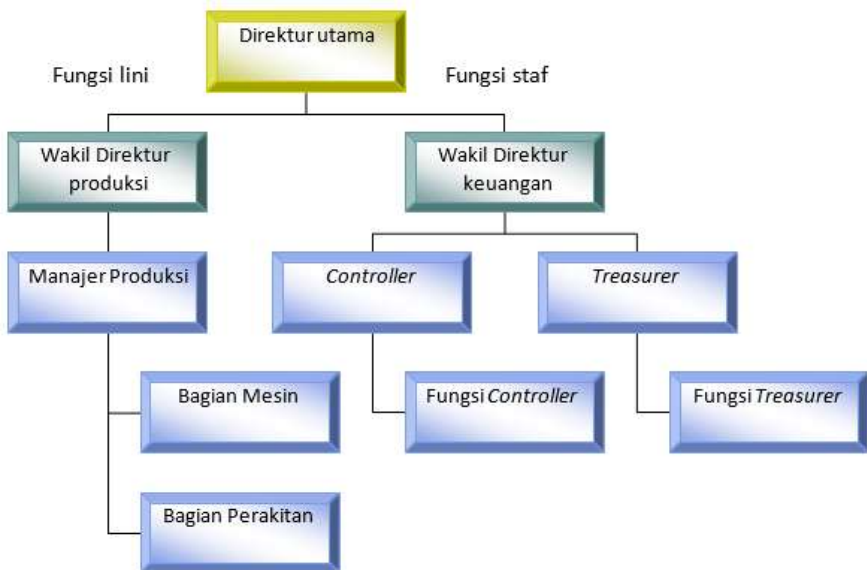 Direktur utama
Fungsi lini
Fungsi staf
Wakil Direktur
produksi
Wakil Direktur
keuangan
Manajer Produksi
Controller
Treasurer
Bagian Mesin
Fungsi Controller
Fungsi Treasurer
Bagian Perakitan